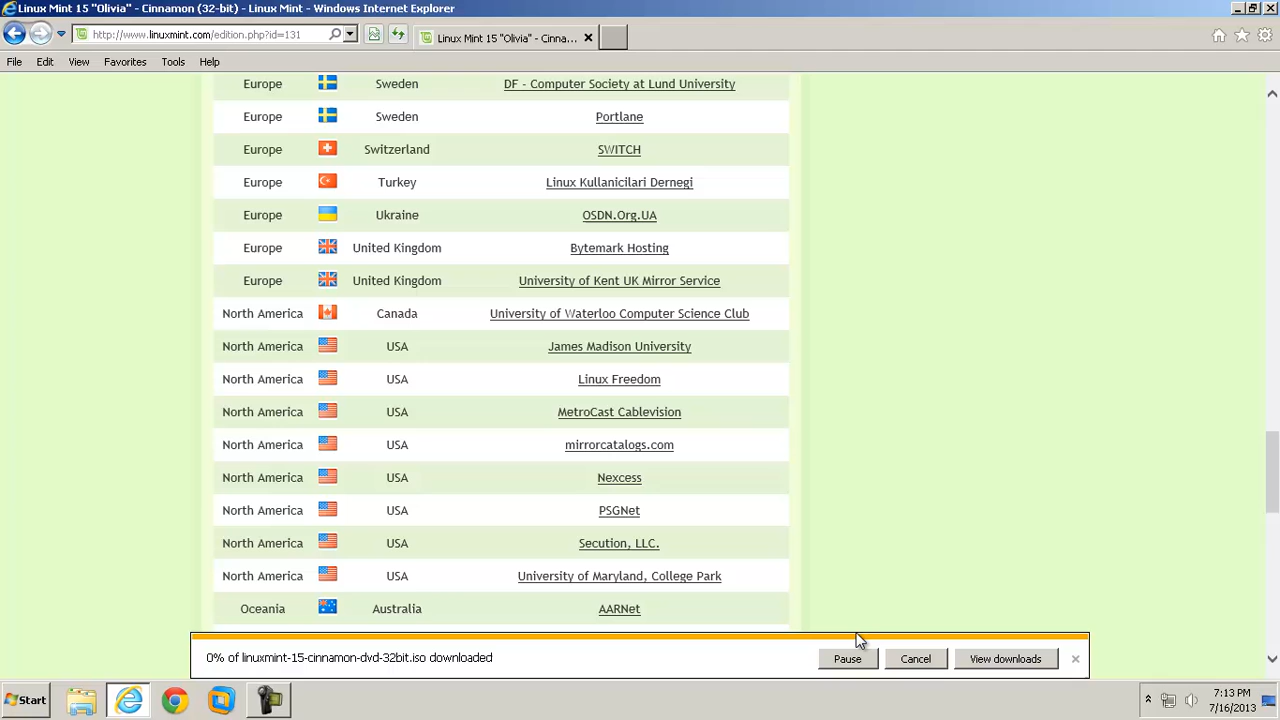 Linux Mint 15 "Olivia" - Cinnamon (32-bit) - Linux Mint - Windows Internet Explorer
http://www.linuxmint.com/edition.php?id=131
Linux Mint 15 "Olivia" - Cinna...
File Edit View Favorites Tools Help
Europe Sweden DF - Computer Society at Lund University
Europe Sweden Portlane
Europe Switzerland SWITCH
Europe Turkey Linux Kullanicilari Dernegi
Europe Ukraine OSDN.Org.UA
Europe United Kingdom Bytemark Hosting
Europe United Kingdom University of Kent UK Mirror Service
North America Canada University of Waterloo Computer Science Club
North America USA James Madison University
North America USA Linux Freedom
North America USA MetroCast Cablevision
North America USA mirrorcatalogs.com
North America USA Nexcess
North America USA PSGNet
North America USA Secution, LLC.
North America USA University of Maryland, College Park
Oceania Australia AARNet
0% of linuxmint-15-cinnamon-dvd-32bit.iso downloaded Pause Cancel View downloads
Start
7:13 PM
7/16/2013